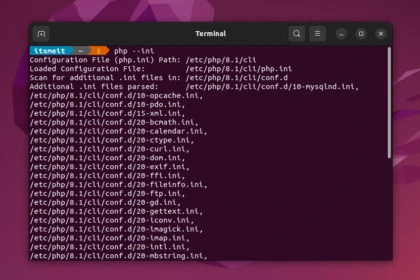 Terminal
itsmeit ~ 1 php --ini
Configuration File (php.ini) Path: /etc/php/8.1/cli
Loaded Configuration File: /etc/php/8.1/cli/php.ini
Scan for additional .ini files in: /etc/php/8.1/cli/conf.d
Additional .ini files parsed: /etc/php/8.1/cli/conf.d/10-mysqlnd.ini,
/etc/php/8.1/cli/conf.d/10-opcache.ini,
/etc/php/8.1/cli/conf.d/10-pdo.ini,
/etc/php/8.1/cli/conf.d/15-xml.ini,
/etc/php/8.1/cli/conf.d/20-bcmath.ini,
/etc/php/8.1/cli/conf.d/20-calendar.ini,
/etc/php/8.1/cli/conf.d/20-ctype.ini,
/etc/php/8.1/cli/conf.d/20-curl.ini,
/etc/php/8.1/cli/conf.d/20-dom.ini,
/etc/php/8.1/cli/conf.d/20-exif.ini,
/etc/php/8.1/cli/conf.d/20-ffi.ini,
/etc/php/8.1/cli/conf.d/20-fileinfo.ini,
/etc/php/8.1/cli/conf.d/20-ftp.ini,
/etc/php/8.1/cli/conf.d/20-gd.ini,
/etc/php/8.1/cli/conf.d/20-gettext.ini,
/etc/php/8.1/cli/conf.d/20-iconv.ini,
/etc/php/8.1/cli/conf.d/20-imagick.ini,
/etc/php/8.1/cli/conf.d/20-imap.ini,
/etc/php/8.1/cli/conf.d/20-intl.ini,
/etc/php/8.1/cli/conf.d/20-mbstring.ini,